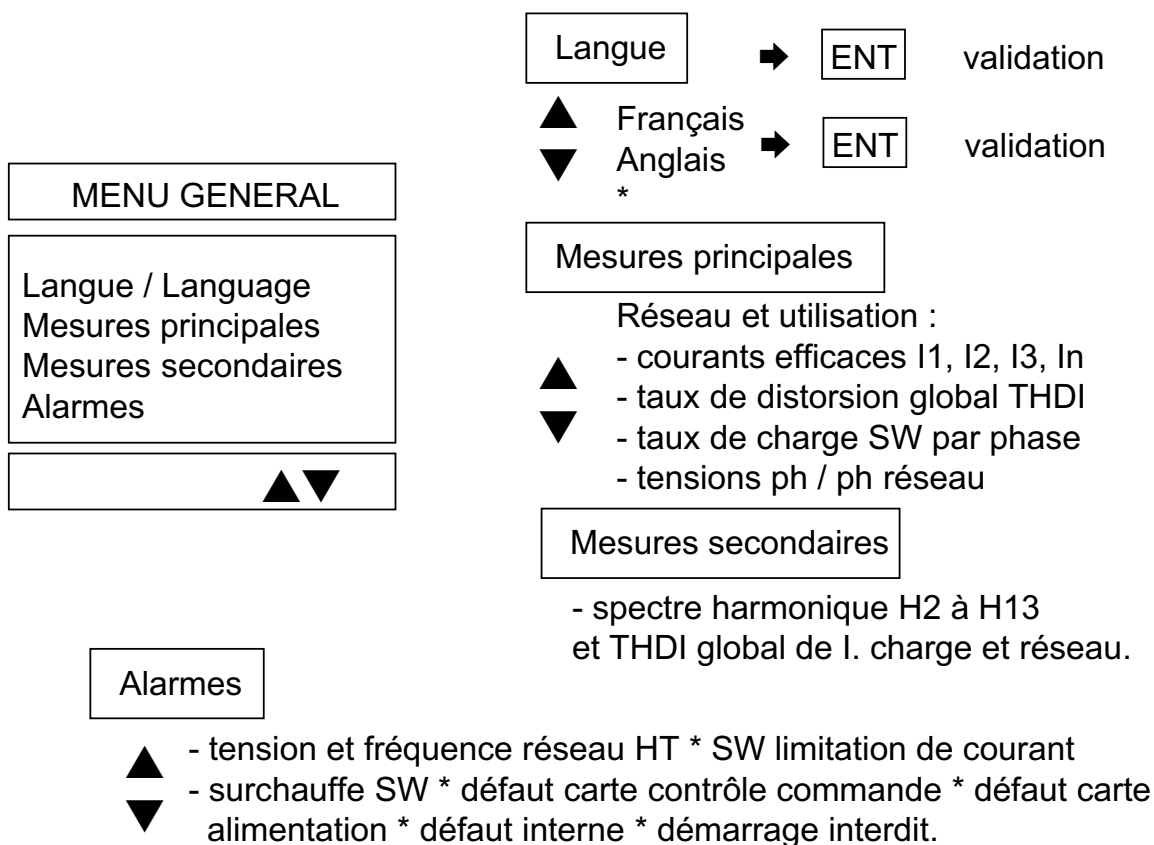 Langue ENT validation
Français
Anglais ENT validation
*
MENU GENERAL
Langue / Language
Mesures principales
Mesures secondaires
Alarmes
Mesures principales
Réseau et utilisation :
- courants efficaces I1, I2, I3, In
- taux de distorsion global THDI
- taux de charge SW par phase
- tensions ph / ph réseau
Mesures secondaires
- spectre harmonique H2 à H13
et THDI global de I. charge et réseau.
Alarmes
- tension et fréquence réseau HT * SW limitation de courant
- surchauffe SW * défaut carte contrôle commande * défaut carte
alimentation * défaut interne * démarrage interdit.